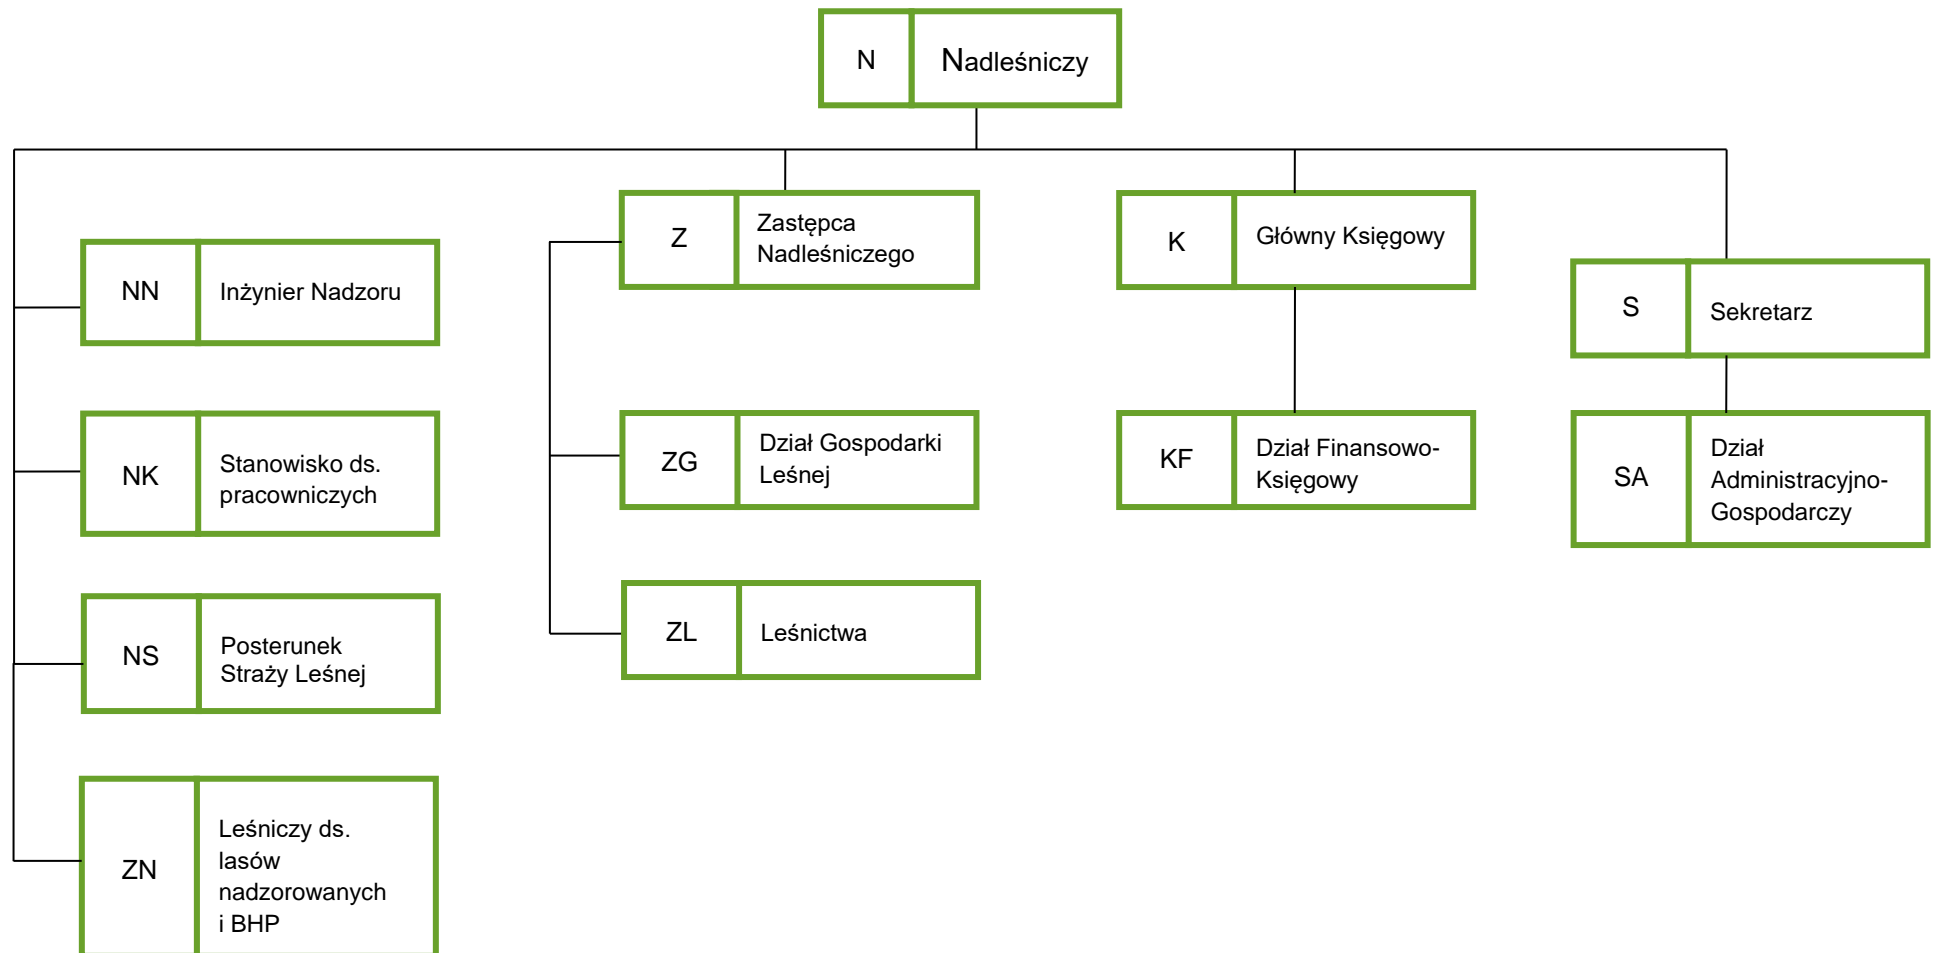 N
Nadleśniczy
NN
Inżynier Nadzoru
NK
Stanowisko ds.
pracowniczych
NS
Posterunek
Straży Leśnej
ZN
Leśniczy ds.
lasów
nadzorowanych
i BHP
Z
Zastępca
Nadleśniczego
ZG
Dział Gospodarki
Leśnej
ZL
Leśnictwa
K
Główny Księgowy
KF
Dział Finansowo-
Księgowy
S
Sekretarz
SA
Dział
Administracyjno-
Gospodarczy